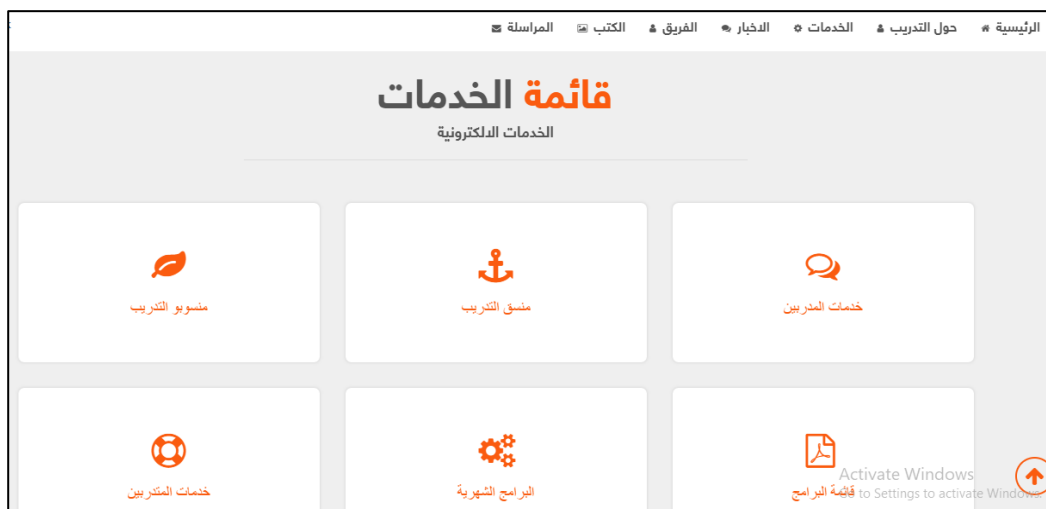 الرئيسية حول التدريب الخدمات الاخبار الفريق الكتب المراسلة
قائمة الخدمات
الخدمات الالكترونية
خدمات المدربين
منسق التدريب
منسوبو التدريب
قائمة البرامج
البرامج الشهرية
خدمات المتدربين
Activate Windows
to Settings to activate Windows.